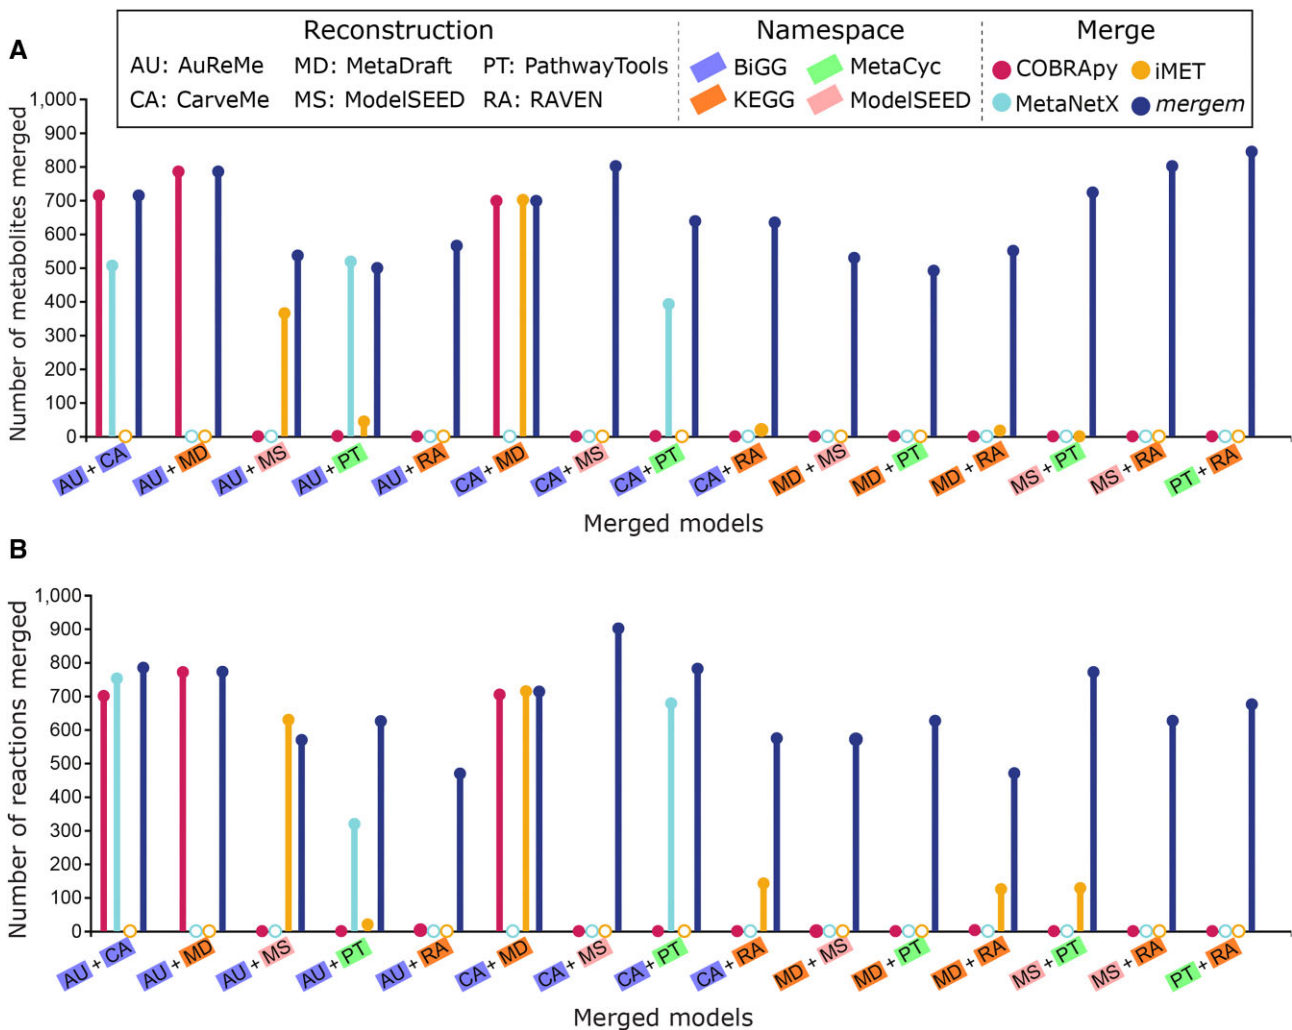 A
Reconstruction
Namespace
Merge
AU: AuReMe MD: MetaDraft PT: PathwayTools
BiGG MetaCyc
COBRApy iMET
CA: CarveMe MS: ModelSEED RA: RAVEN
KEGG ModelSEED
MetaNetX mergem
Number of metabolites merged
1,000
900
800
700
600
500
400
300
200
100
0
AU + CA
AU + MD
AU + MS
AU + PT
AU + RA
CA + MD
CA + MS
CA + PT
CA + RA
MD + MS
MD + PT
MD + RA
MS + PT
MS + RA
PT + RA
Merged models
B
Number of reactions merged
1,000
900
800
700
600
500
400
300
200
100
0
AU + CA
AU + MD
AU + MS
AU + PT
AU + RA
CA + MD
CA + MS
CA + PT
CA + RA
MD + MS
MD + PT
MD + RA
MS + PT
MS + RA
PT + RA
Merged models